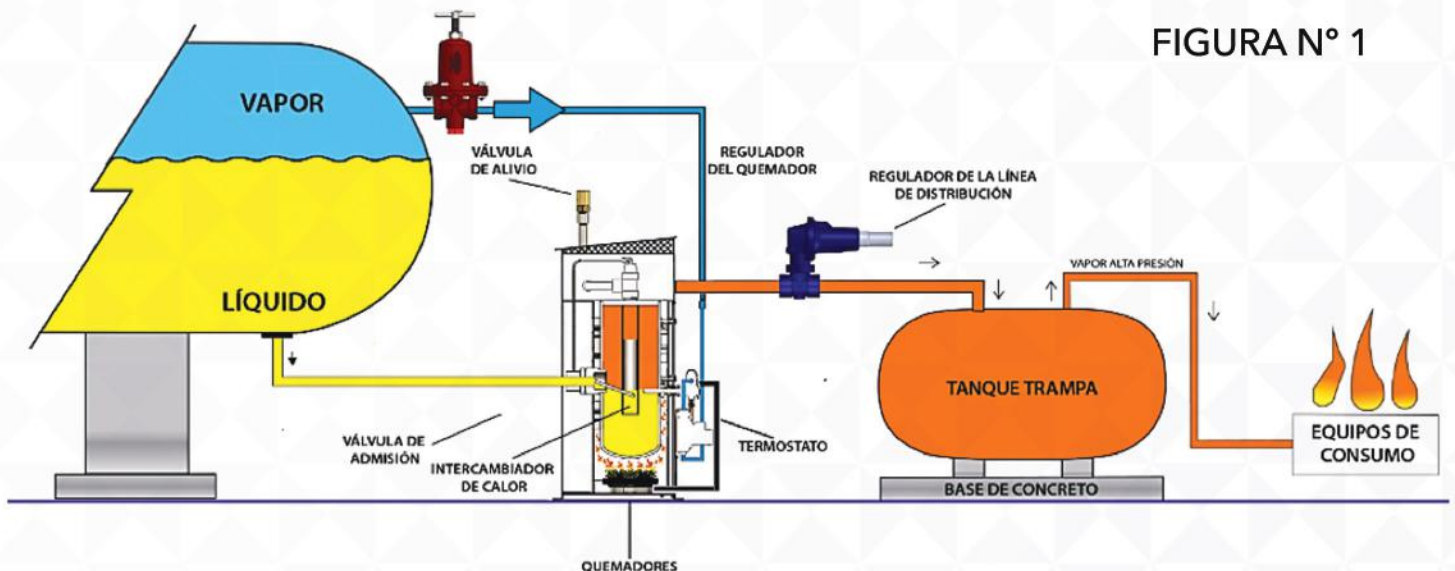 FIGURA N° 1
VAPOR
LÍQUIDO
VÁLVULA
DE ALIVIO
REGULADOR
DEL QUEMADOR
REGULADOR DE LA LÍNEA
DE DISTRIBUCIÓN
VAPOR ALTA PRESIÓN
TANQUE TRAMPA
EQUIPOS DE
CONSUMO
BASE DE CONCRETO
VÁLVULA DE
ADMISIÓN
INTERCAMBIADOR
DE CALOR
TERMOSTATO
QUEMADORES